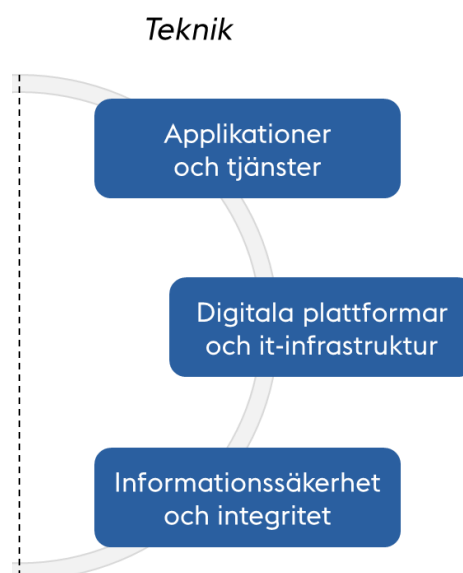 Teknik
Applikationer
och tjänster
Digitala plattformar
och it-infrastruktur
Informationssäkerhet
och integritet